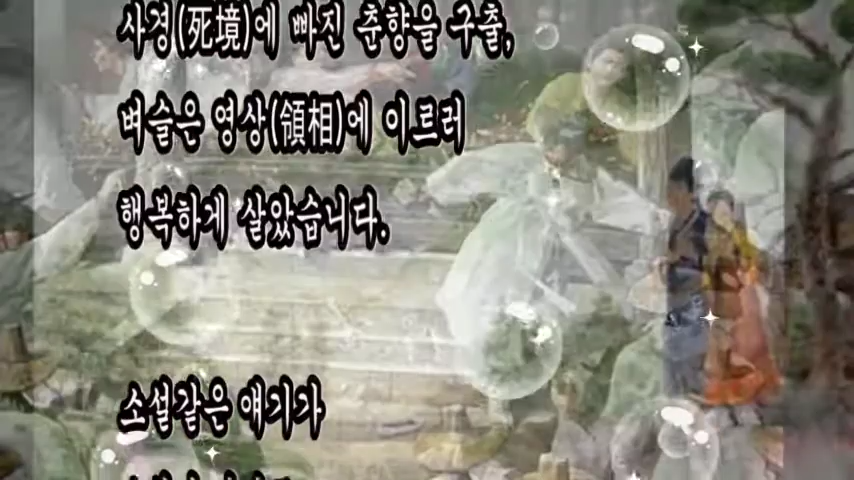 사경(死境)에 빠진 춘향을 구출,
벼슬은 영상(領相)에 이르러
행복하게 살았습니다.
소설같은 얘기가